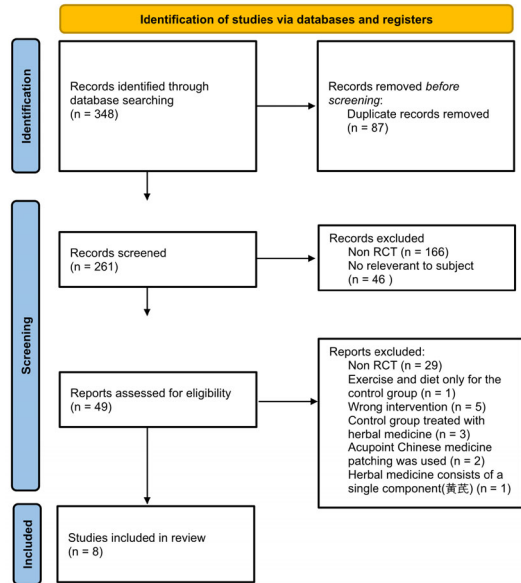 Identification of studies via databases and registers
Identification
Records identified through
database searching
(n = 348)
Records removed before
screening:
Duplicate records removed
(n = 87)
Screening
Records screened
(n = 261)
Records excluded
Non RCT (n = 166)
No releverant to subject
(n = 46 )
Reports assessed for eligibility
(n = 49)
Reports excluded:
Non RCT (n = 29)
Exercise and diet only for the
control group (n = 1)
Wrong intervention (n = 5)
Control group treated with
herbal medicine (n = 3)
Acupoint Chinese medicine
patching was used (n = 2)
Herbal medicine consists of a
single component(黄芪) (n = 1)
Included
Studies included in review
(n = 8)